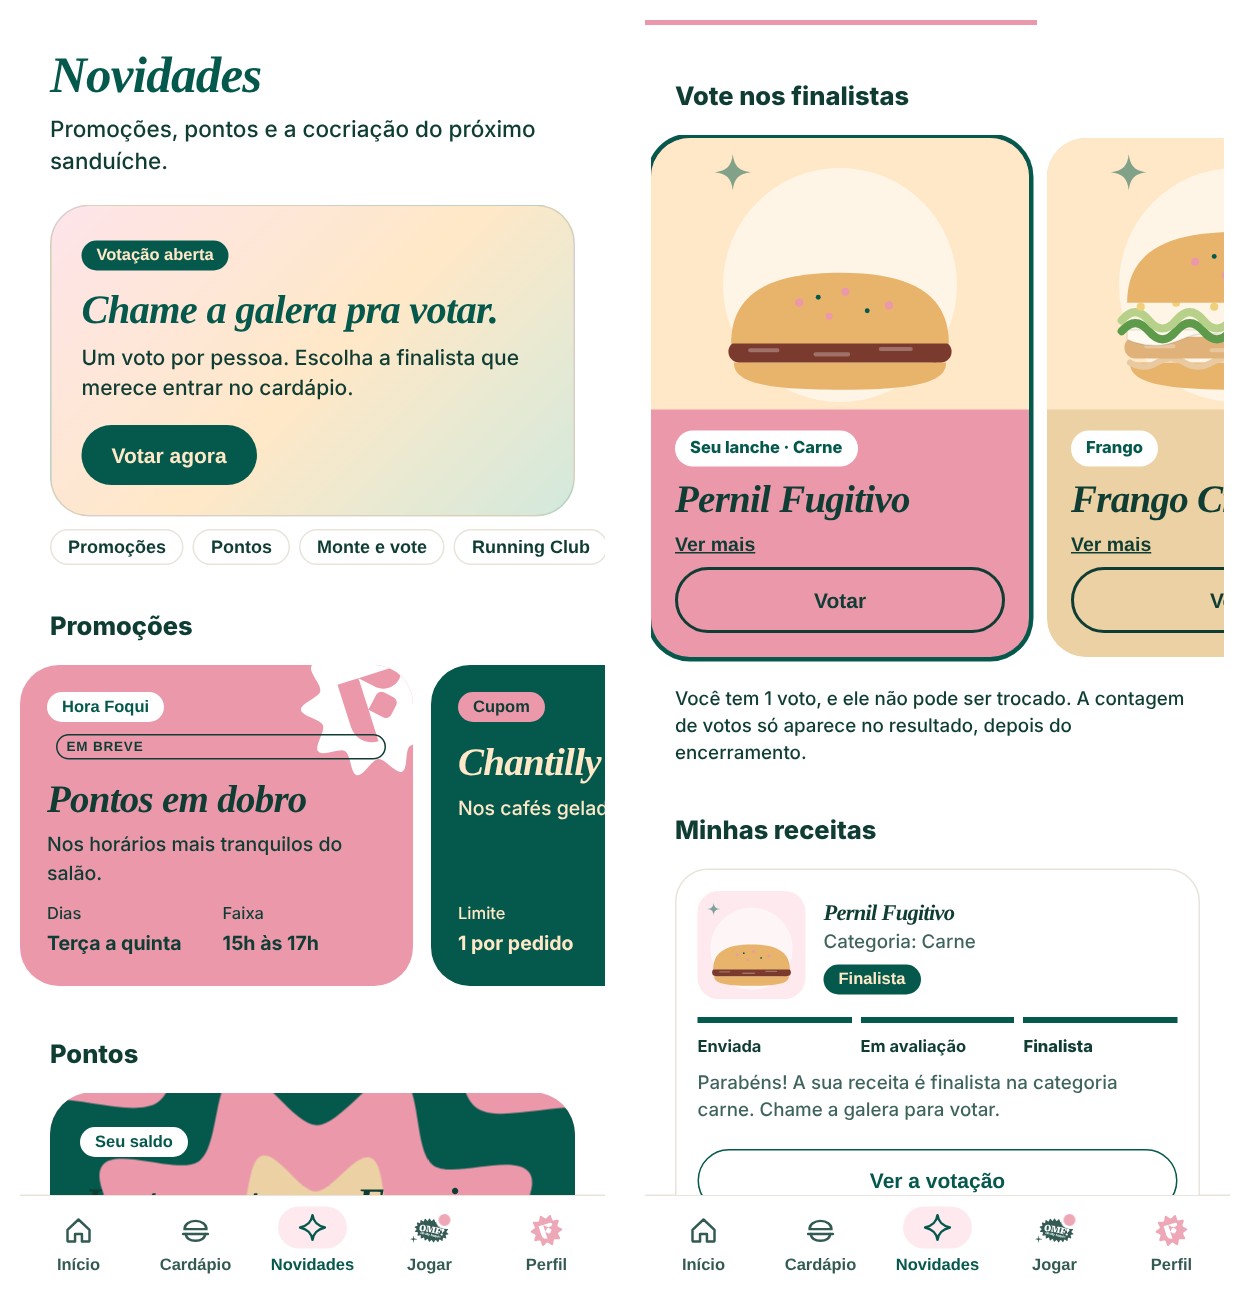 Novidades
Promoções, pontos e a cocriação do próximo
sanduíche.
Votação aberta
Chame a galera pra votar.
Um voto por pessoa. Escolha a finalista que
merece entrar no cardápio.
Votar agora
Promoções
Pontos
Monte e vote
Running Club
Promoções
Hora Foqui
EM BREVE
Pontos em dobro
Nos horários mais tranquilos do
salão.
Dias
Faixa
Terça a quinta
15h às 17h
Cupom
Chantilly
Nos cafés gelad
Limite
1 por pedido
Pontos
Seu saldo
Início
Cardápio
Novidades
Jogar
Perfil
Vote nos finalistas
Seu lanche · Carne
Pernil Fugitivo
Ver mais
Votar
Frango
Frango C
Ver mais
Você tem 1 voto, e ele não pode ser trocado. A contagem
de votos só aparece no resultado, depois do
encerramento.
Minhas receitas
Pernil Fugitivo
Categoria: Carne
Finalista
Enviada
Em avaliação
Finalista
Parabéns! A sua receita é finalista na categoria
carne. Chame a galera para votar.
Ver a votação
Início
Cardápio
Novidades
Jogar
Perfil